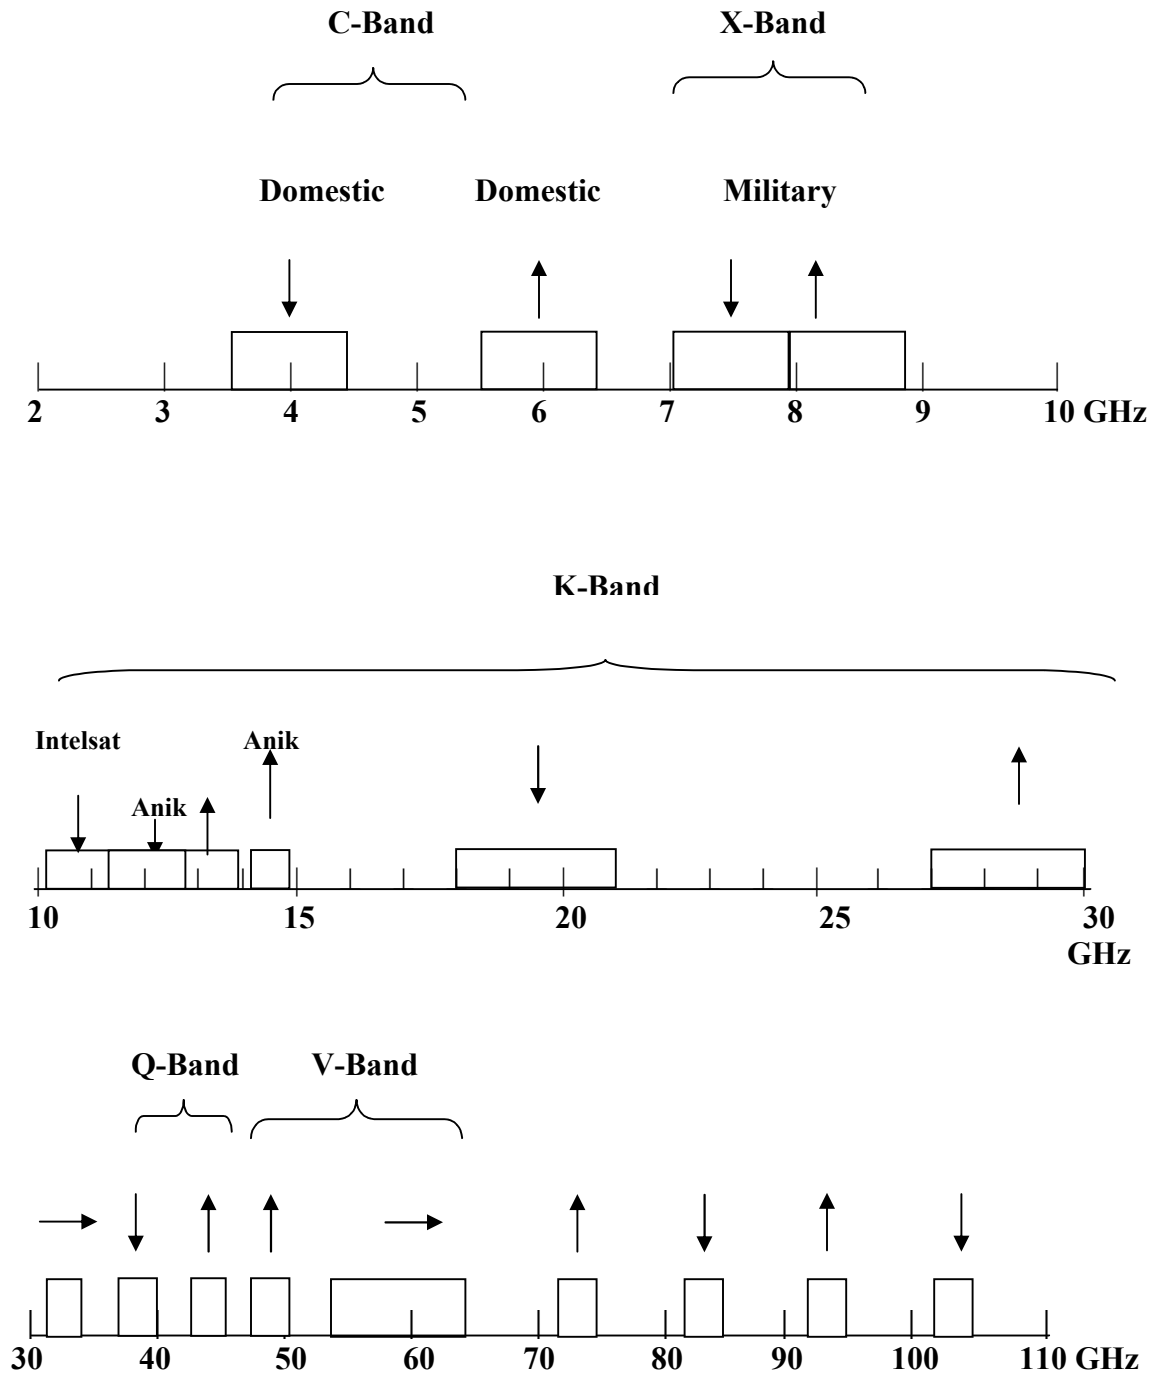 C-Band X-Band
Domestic Domestic Military
2 3 4 5 6 7 8 9 10 GHz
K-Band
Intelsat Anik
Anik
10 15 20 25 30
GHz
Q-Band V-Band
30 40 50 60 70 80 90 100 110 GHz